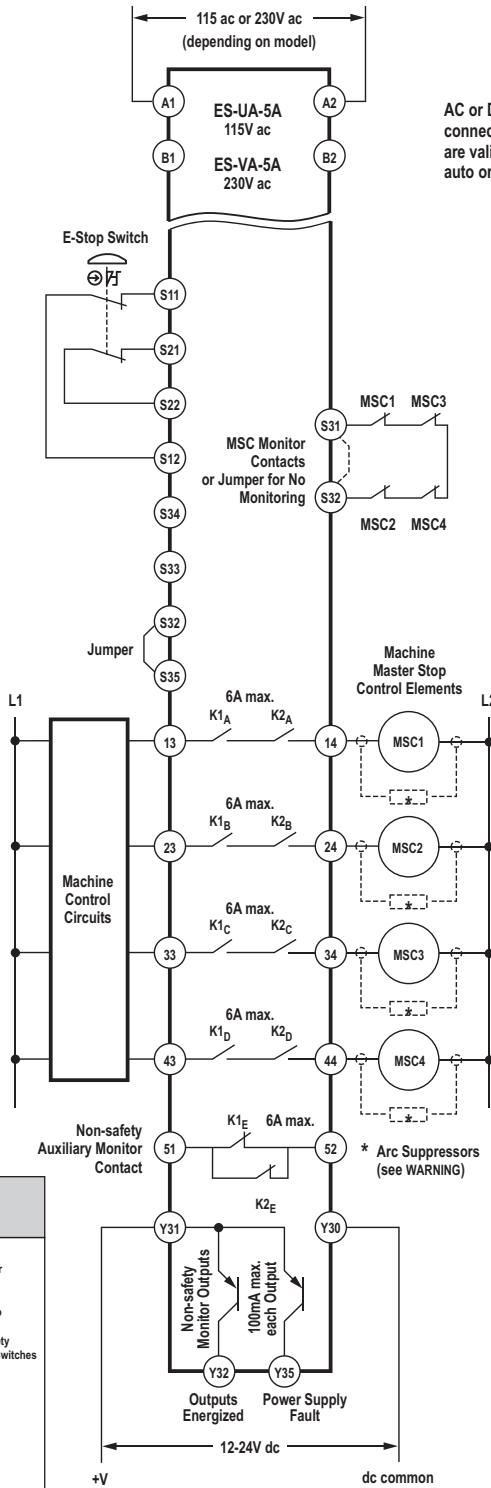 115 ac or 230V ac
(depending on model)
A1
ES-UA-5A
115V ac
A2
B1
ES-VA-5A
230V ac
B2
AC or D
connec
are vali
auto or
E-Stop Switch
S11
S21
S22
S12
S34
S33
S32
S35
Jumper
MSC Monitor
Contacts
or Jumper for No
Monitoring
S31
S32
MSC1 MSC3
MSC2 MSC4
Machine
Master Stop
Control Elements
L1
L2
Machine
Control
Circuits
6A max.
13 K1A K2A 14 MSC1
*
6A max.
23 K1B K2B 24 MSC2
*
6A max.
33 K1C K2C 34 MSC3
*
6A max.
43 K1D K2D 44 MSC4
*
Non-safety
Auxiliary Monitor
Contact
51 K1E 6A max. 52
K2E
* Arc Suppressors
(see WARNING)
Y31
Y30
Non-safety
Monitor Outputs
100mA max.
each Output
Y32
Y35
Outputs
Energized
Power Supply
Fault
12-24V dc
+V
dc common
ty
witches